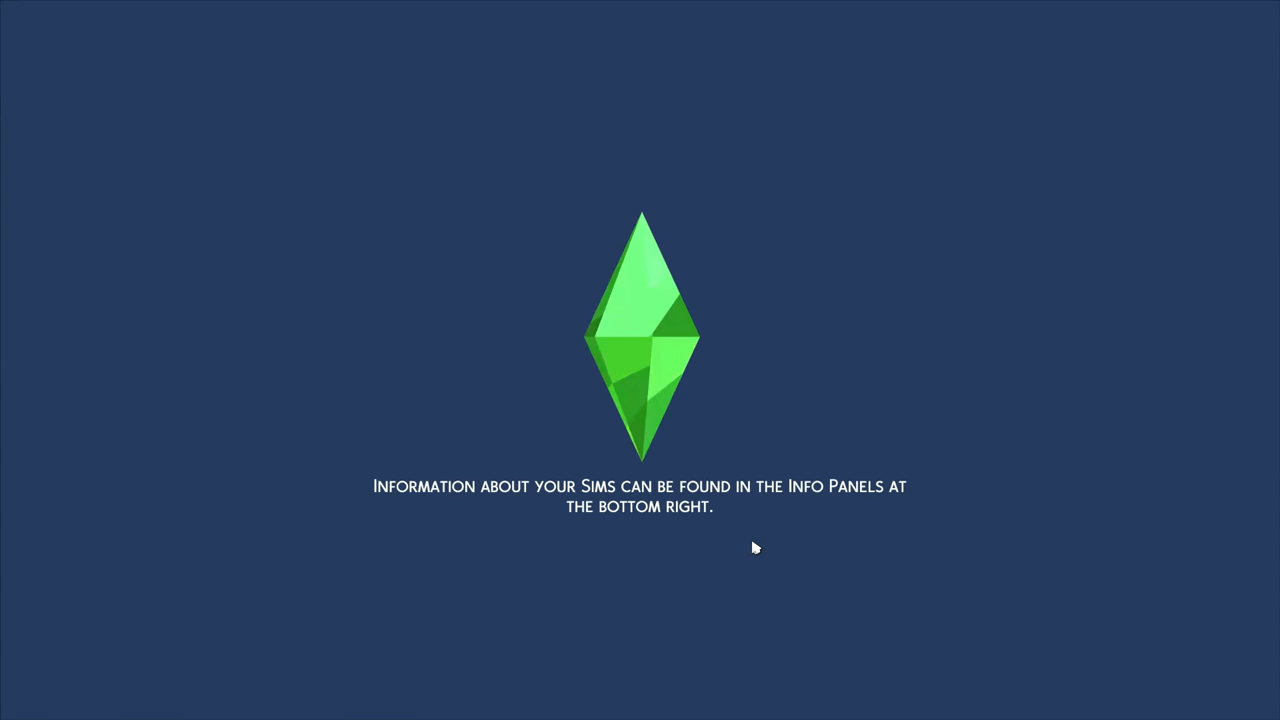 Information about your Sims can be found in the Info Panels at
the bottom right.